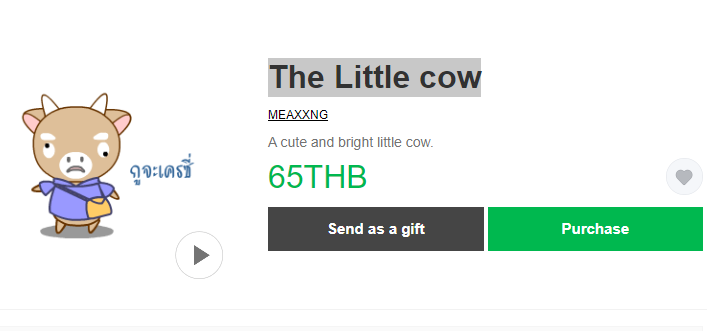 The Little cow
MEAXXNG
A cute and bright little cow.
65THB
กูจะเครซี่
Send as a gift
Purchase